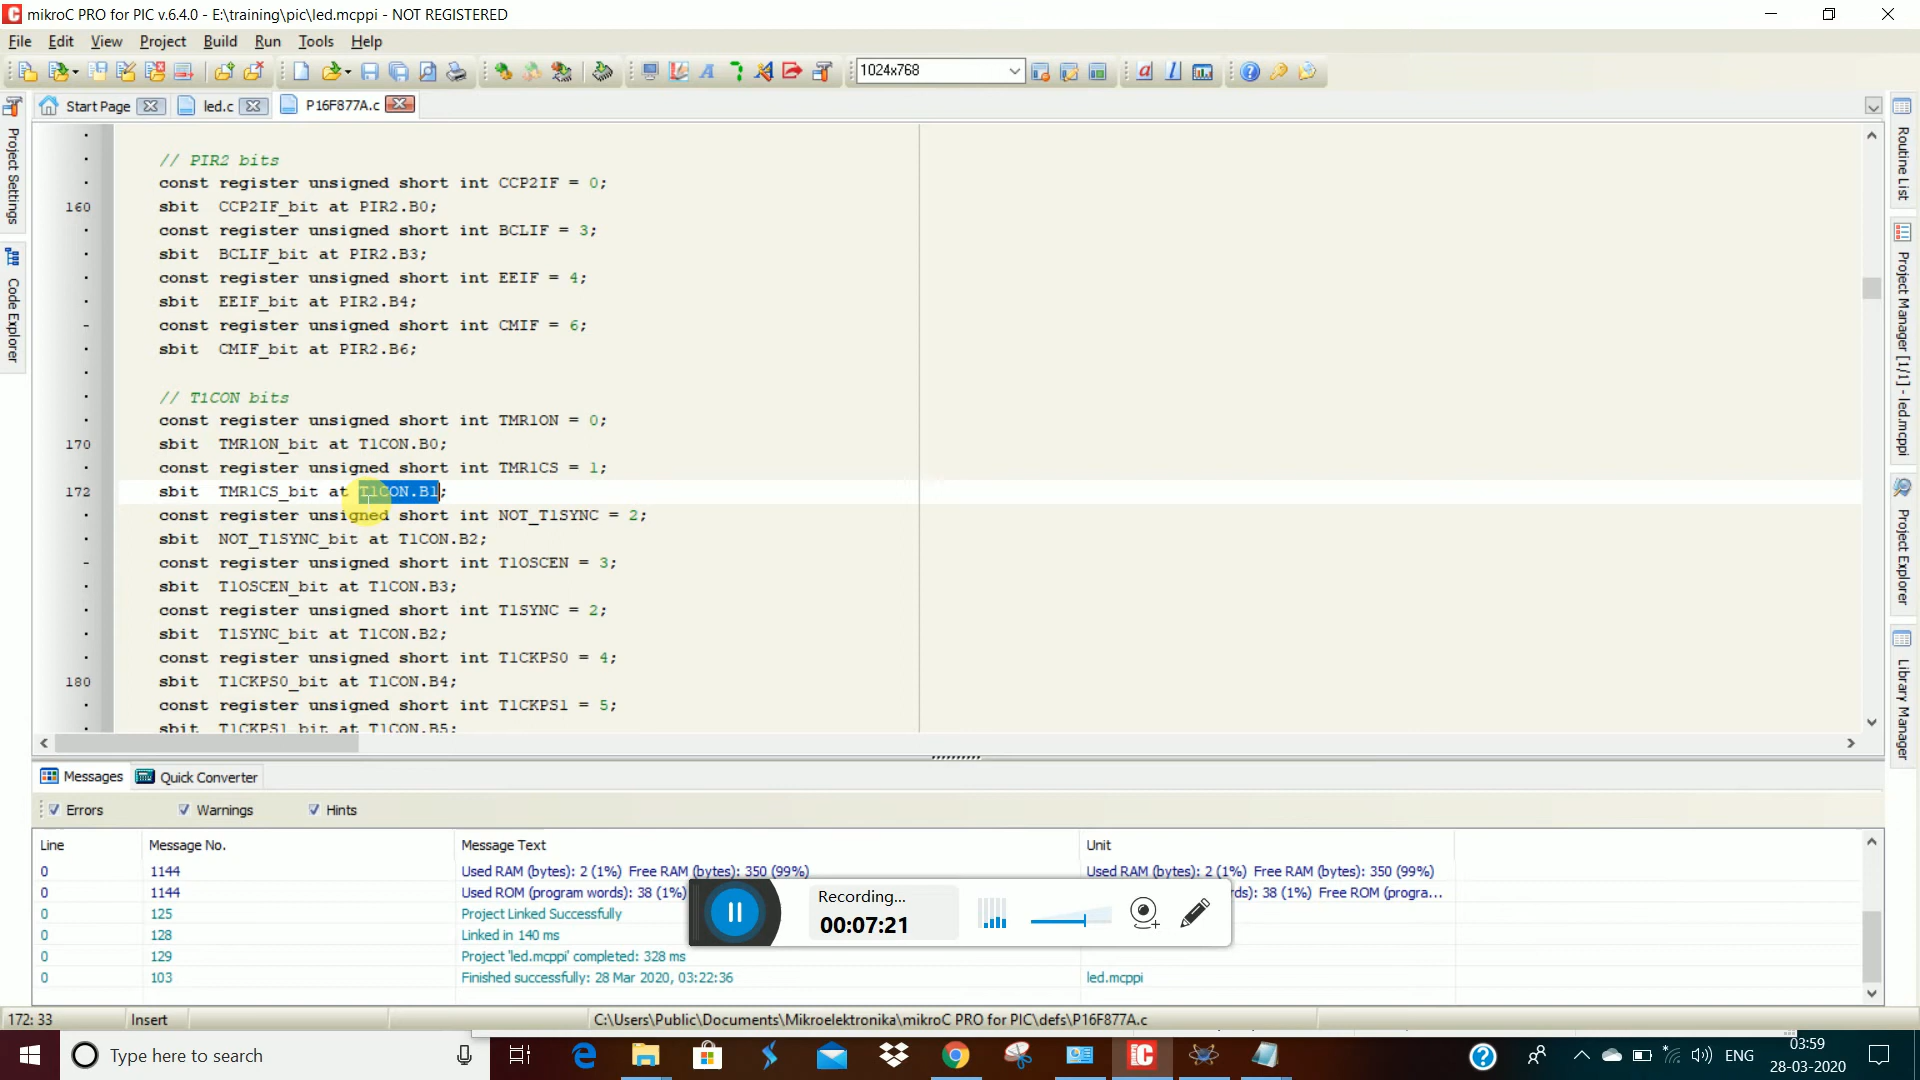 mikroC PRO for PIC v.6.4.0 - E:\training\pic\led.mcppi - NOT REGISTERED
File Edit View Project Build Run Tools Help
1024x768
Start Page led.c P16F877A.c
Project Settings
Code Explorer
Routine List
Project Manager [1/1] - led.mcppi
Project Explorer
Library Manager
// PIR2 bits
const register unsigned short int CCP2IF = 0;
160 sbit CCP2IF_bit at PIR2.B0;
const register unsigned short int BCLIF = 3;
sbit BCLIF_bit at PIR2.B3;
const register unsigned short int EEIF = 4;
sbit EEIF_bit at PIR2.B4;
const register unsigned short int CMIF = 6;
sbit CMIF_bit at PIR2.B6;
// T1CON bits
const register unsigned short int TMR1ON = 0;
170 sbit TMR1ON_bit at T1CON.B0;
const register unsigned short int TMR1CS = 1;
172 sbit TMR1CS_bit at T1CON.B1;
const register unsigned short int NOT_T1SYNC = 2;
sbit NOT_T1SYNC_bit at T1CON.B2;
const register unsigned short int T1OSCEN = 3;
sbit T1OSCEN_bit at T1CON.B3;
const register unsigned short int T1SYNC = 2;
sbit T1SYNC_bit at T1CON.B2;
const register unsigned short int T1CKPS0 = 4;
180 sbit T1CKPS0_bit at T1CON.B4;
const register unsigned short int T1CKPS1 = 5;
sbit T1CKPS1_bit at T1CON.B5;
Messages Quick Converter
Errors Warnings Hints
Line Message No. Message Text Unit
0 1144 Used RAM (bytes): 2 (1%) Free RAM (bytes): 350 (99%) Used RAM (bytes): 2 (1%) Free RAM (bytes): 350 (99%)
0 1144 Used ROM (program words): 38 (1%) rds): 38 (1%) Free ROM (progra...
0 125 Project Linked Successfully
0 128 Linked in 140 ms
0 129 Project 'led.mcppi' completed: 328 ms
0 103 Finished successfully: 28 Mar 2020, 03:22:36 led.mcppi
Recording...
00:07:21
172: 33 Insert C:\Users\Public\Documents\Mikroelektronika\mikroC PRO for PIC\defs\P16F877A.c
Type here to search
ENG
03:59
28-03-2020